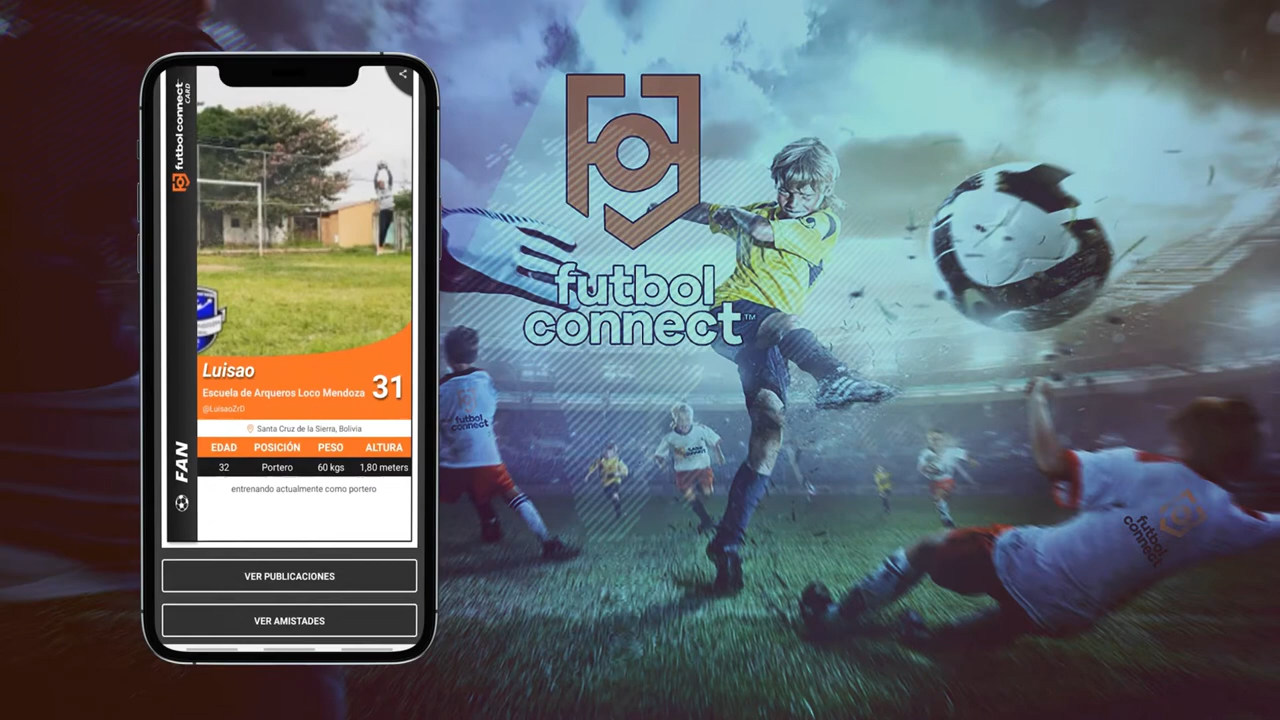 futbol connect
CARD
FAN
Luisao
Escuela de Arqueros Loco Mendoza
31
@LuisaoZrD
Santa Cruz de la Sierra, Bolivia
EDAD POSICIÓN PESO ALTURA
32 Portero 60 kgs 1,80 meters
entrenando actualmente como portero
VER PUBLICACIONES
VER AMISTADES
futbol
connect™
futbol
connect
futbol
connect